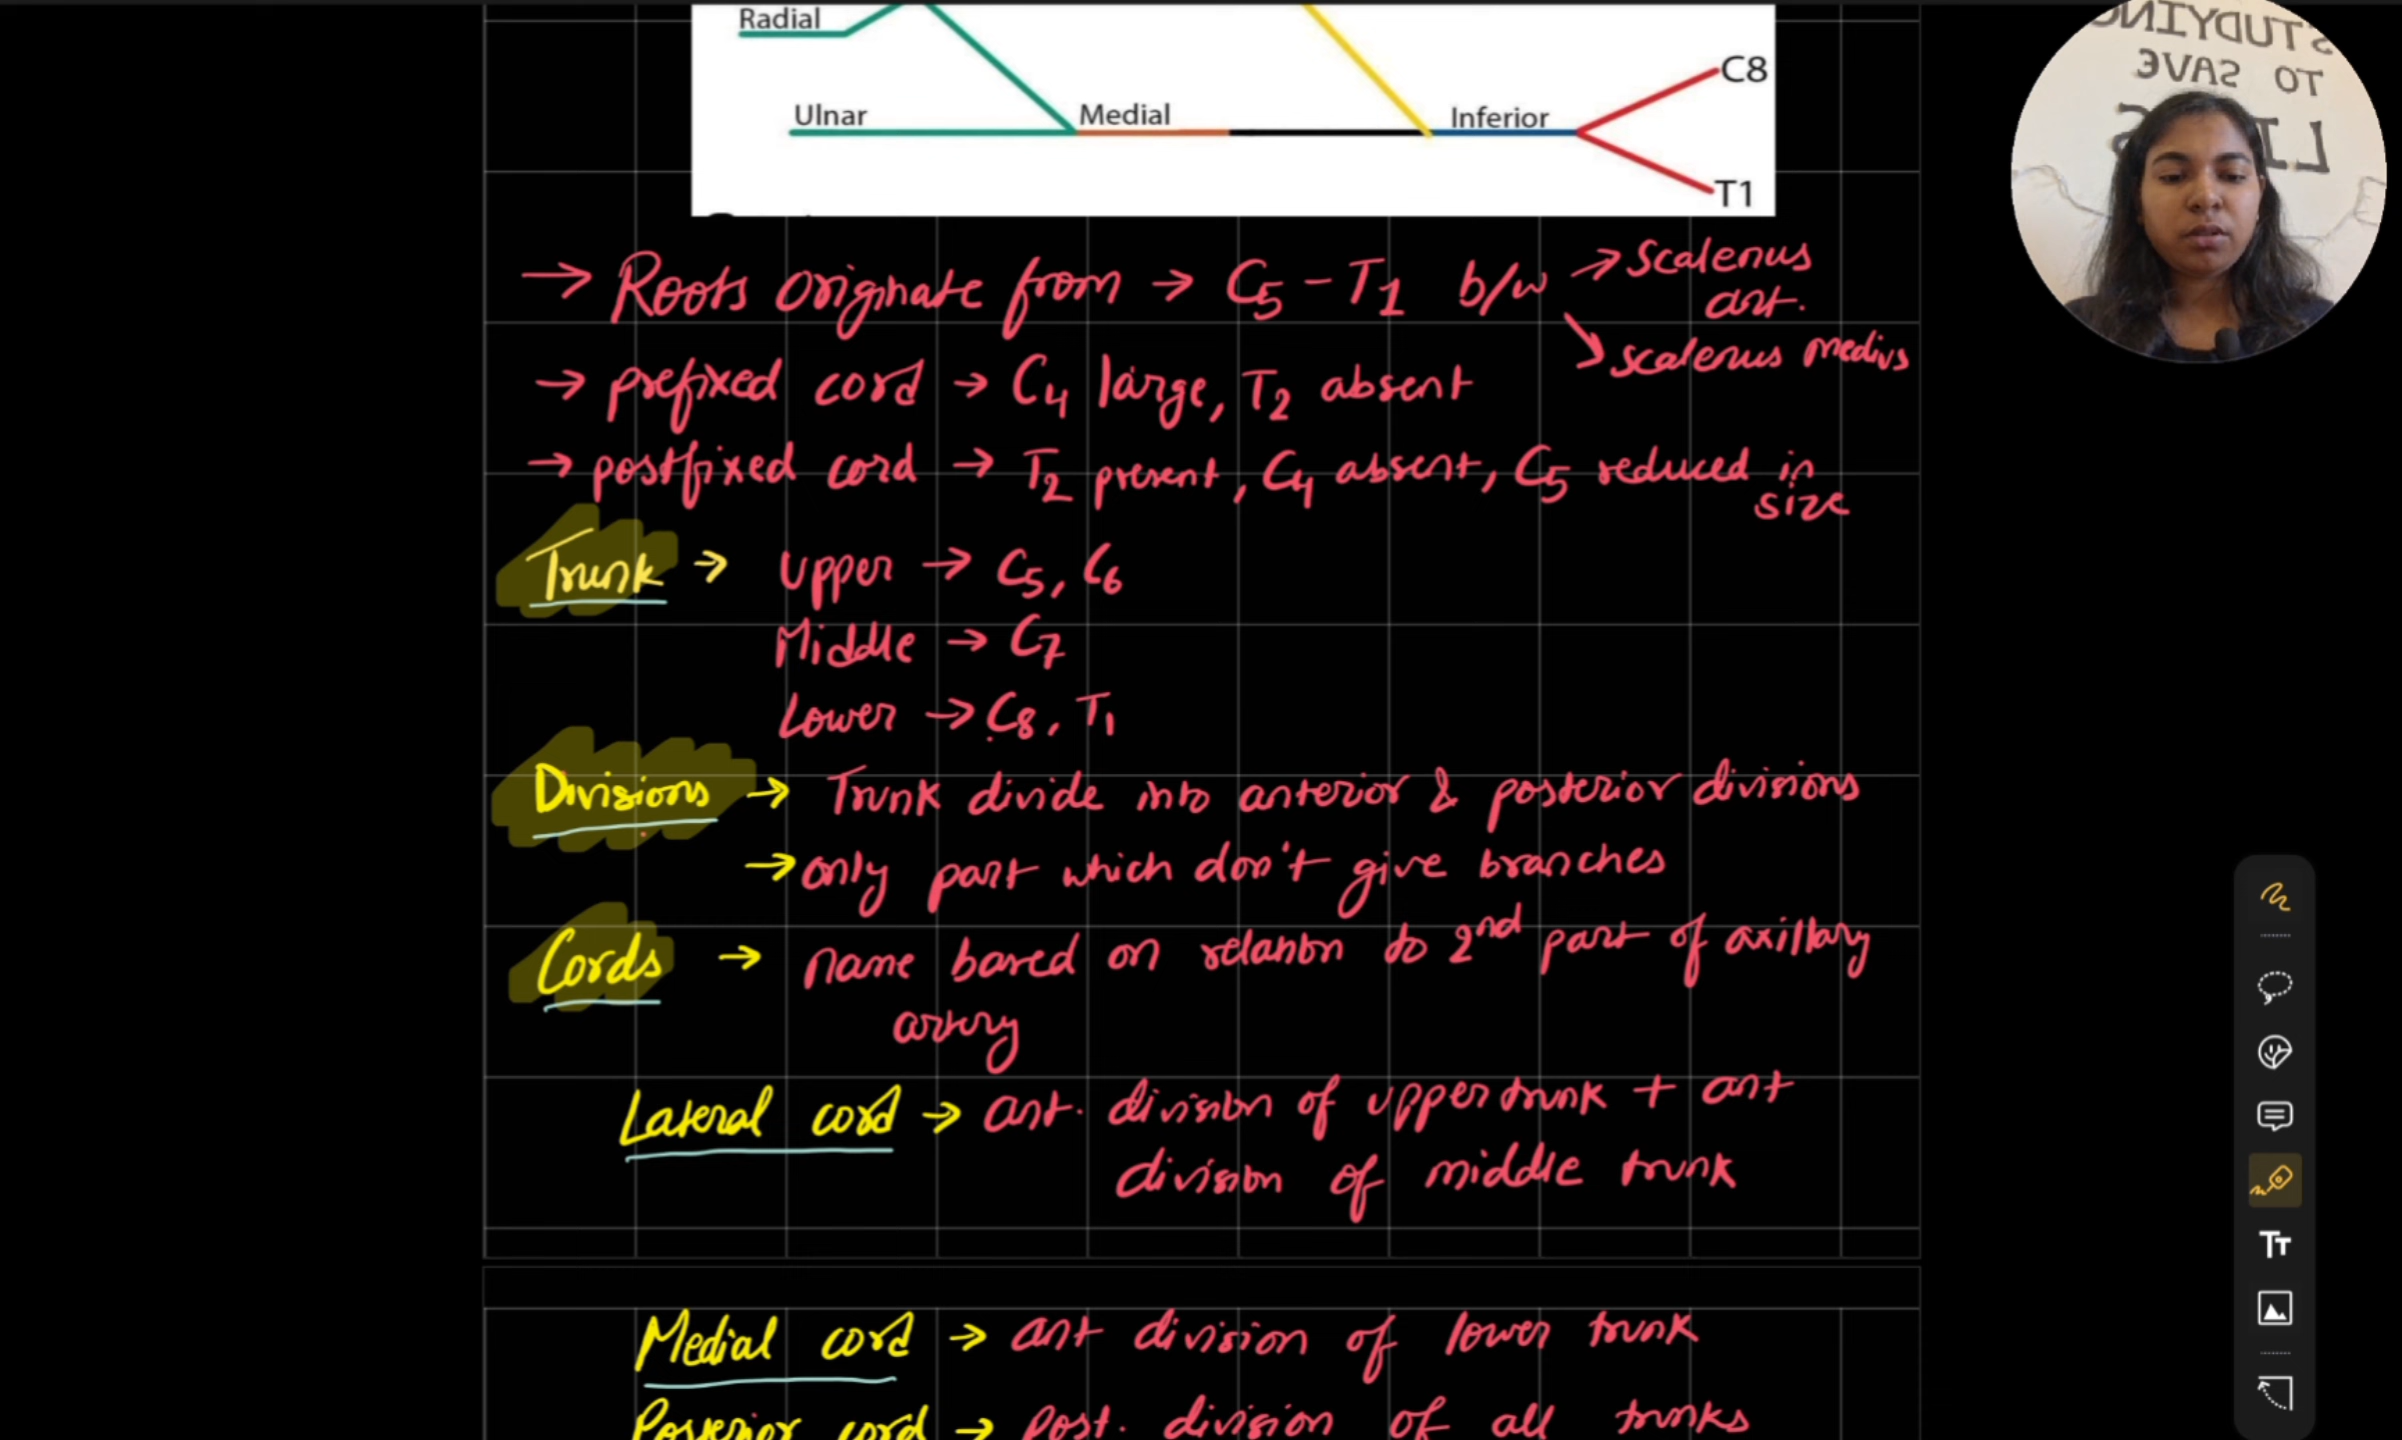 Radial
C8
Ulnar
Medial
Inferior
T1
STUDYING
TO SAVE
→ Roots originate from → C5 - T1 b/w → Scalenus ant.
↘ scalenus medius
→ prefixed cord → C4 large, T2 absent
→ postfixed cord → T2 present, C4 absent, C5 reduced in size
Trunk → Upper → C5, C6
Middle → C7
Lower → C8, T1
Divisions → Trunk divide into anterior & posterior divisions
→ only part which don't give branches
Cords → name based on relation to 2nd part of axillary
artery
Lateral cord → ant. division of upper trunk + ant
division of middle trunk
Medial cord → ant division of lower trunk
Posterior cord → post. division of all trunks
TT